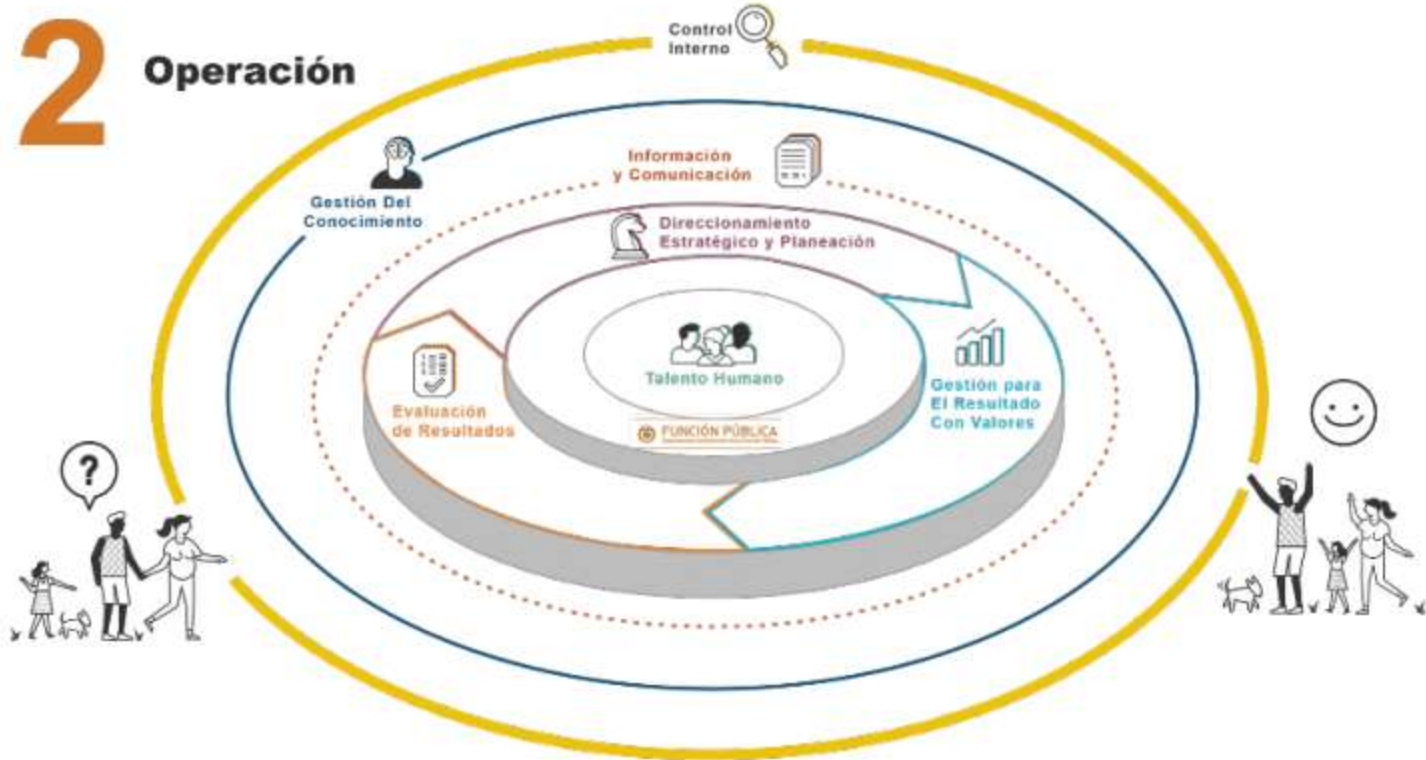 2
Operación
Control
Interno
Información
y Comunicación
Gestión Del
Conocimiento
Direccionamiento
Estratégico y Planeación
Talento Humano
Gestión para
El Resultado
Con Valores
Evaluación
de Resultados
FUNCIÓN PÚBLICA
?